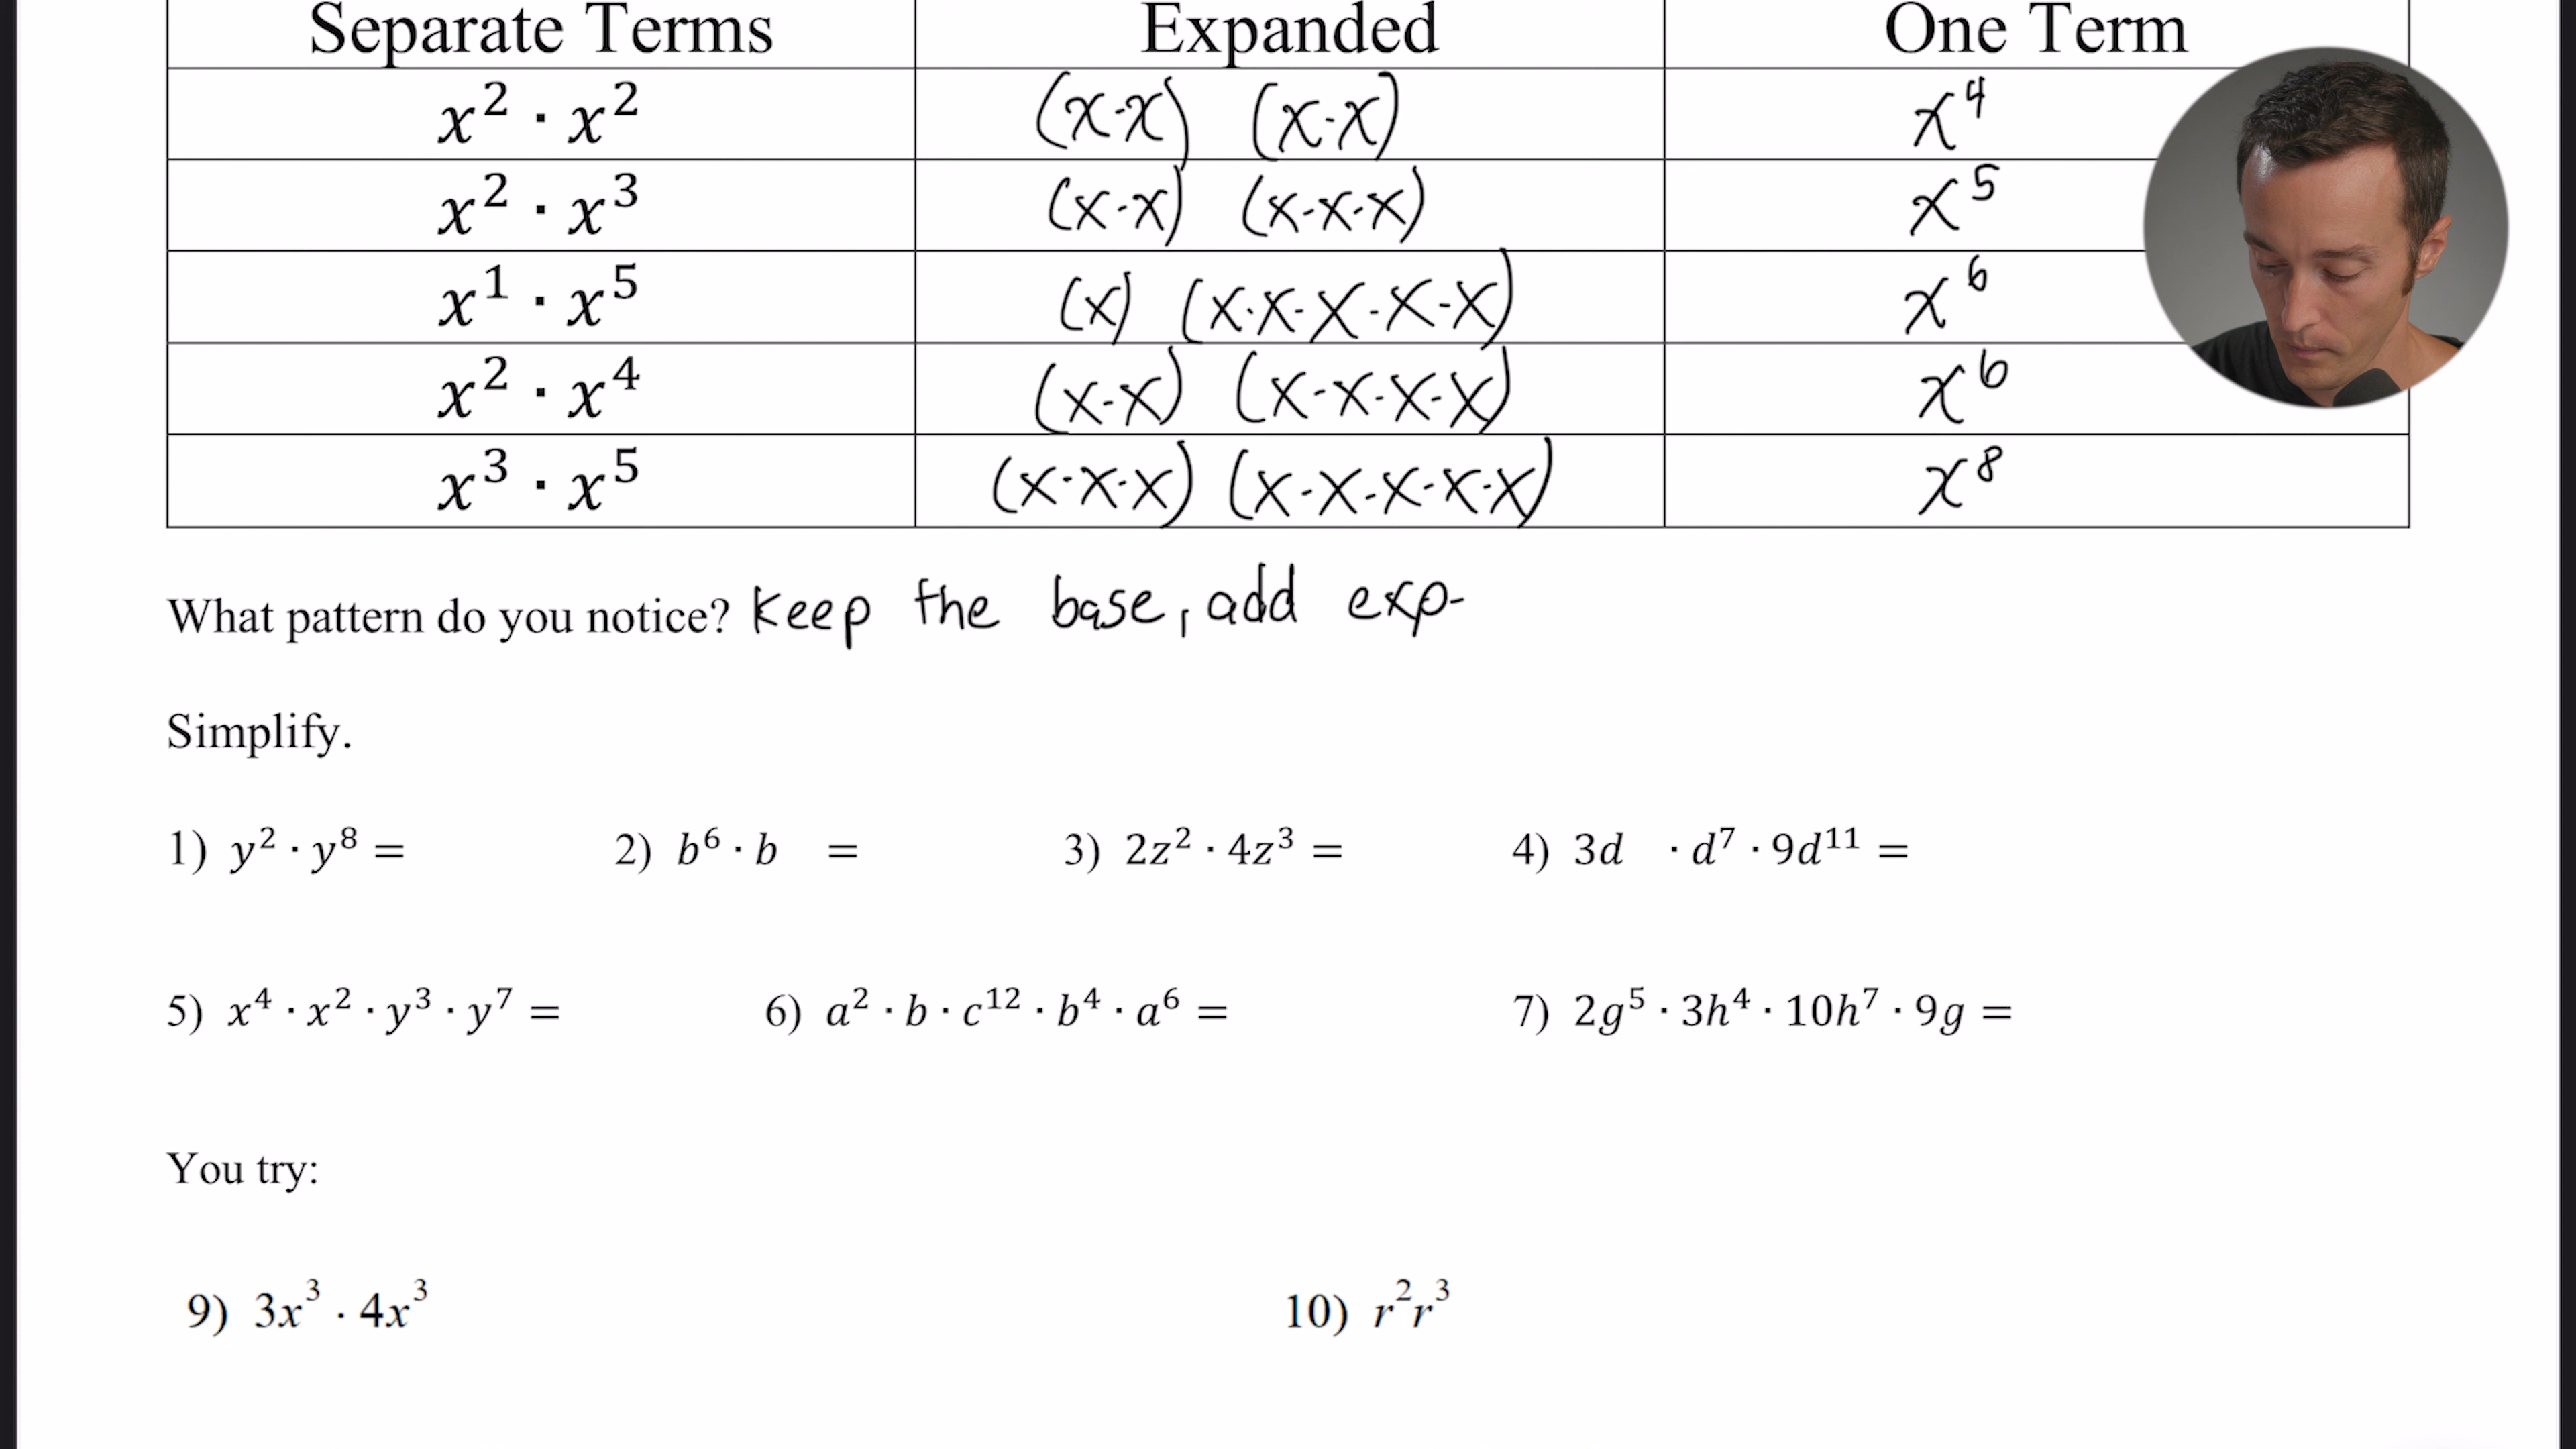 Separate Terms Expanded One Term
x² · x² (x·x) (x·x) x⁴
x² · x³ (x·x) (x·x·x) x⁵
x¹ · x⁵ (x) (x·x·x·x·x) x⁶
x² · x⁴ (x·x) (x·x·x·x) x⁶
x³ · x⁵ (x·x·x) (x·x·x·x·x) x⁸
What pattern do you notice? Keep the base, add exp.
Simplify.
1) y² · y⁸ = 2) b⁶ · b = 3) 2z² · 4z³ = 4) 3d · d⁷ · 9d¹¹ =
5) x⁴ · x² · y³ · y⁷ = 6) a² · b · c¹² · b⁴ · a⁶ = 7) 2g⁵ · 3h⁴ · 10h⁷ · 9g =
You try:
9) 3x³ · 4x³ 10) r²r³